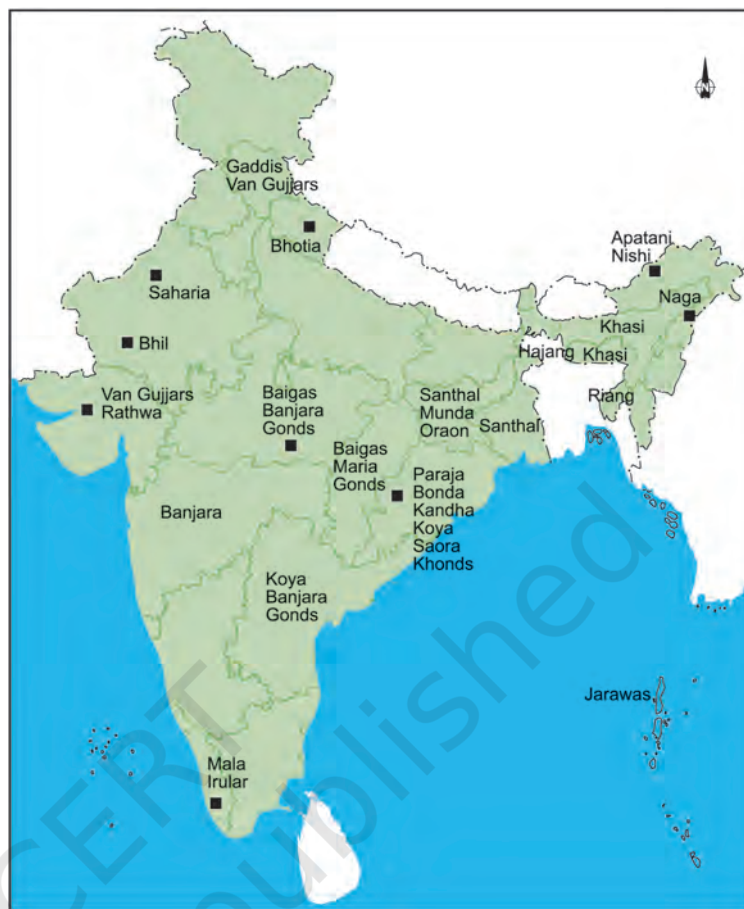 N
Gaddis
Van Gujjars
Bhotia
Apatani
Nishi
Saharia
Naga
Khasi
Bhil
Hajang
Khasi
Van Gujjars
Rathwa
Baigas
Banjara
Gonds
Santhal
Munda
Oraon
Santhal
Riang
Baigas
Maria
Gonds
Paraja
Bonda
Kandha
Koya
Saora
Khonds
Banjara
Koya
Banjara
Gonds
Jarawas
Mala
Irular
CERT
published